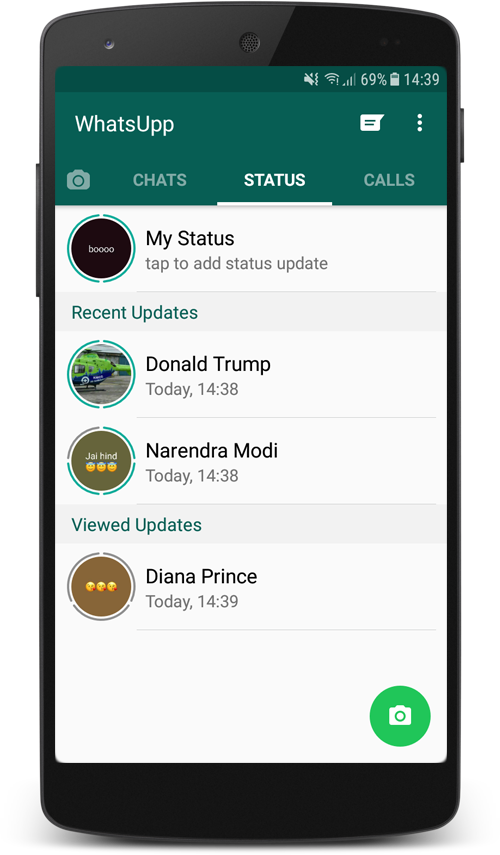 69% 14:39
WhatsUpp
CHATS STATUS CALLS
boooo
My Status
tap to add status update
Recent Updates
Donald Trump
Today, 14:38
Jai hind
Narendra Modi
Today, 14:38
Viewed Updates
Diana Prince
Today, 14:39